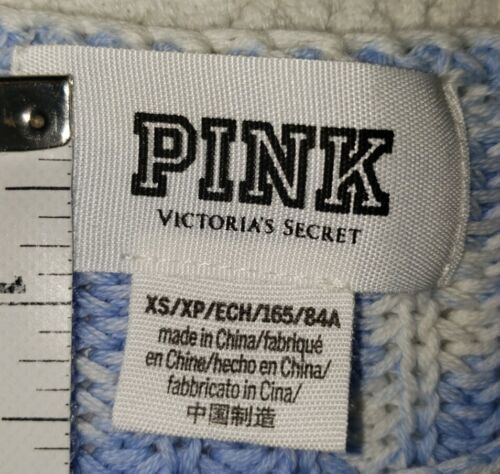 PINK
VICTORIA'S SECRET
XS/XP/ECH/165/84A
made in China/fabriqué
en Chine/hecho en China/
fabbricato in Cina/
中国制造